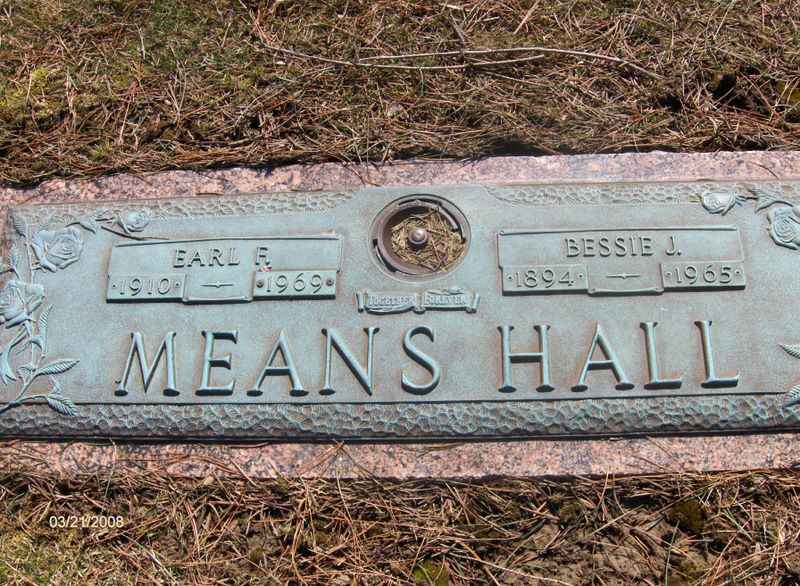 EARL F.
1910 1969
BESSIE J.
1894 1965
TOGETHER FOREVER
MEANS HALL
03/21/2008